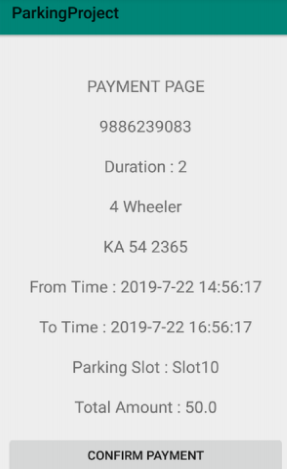 ParkingProject
PAYMENT PAGE
9886239083
Duration : 2
4 Wheeler
KA 54 2365
From Time : 2019-7-22 14:56:17
To Time : 2019-7-22 16:56:17
Parking Slot : Slot10
Total Amount : 50.0
CONFIRM PAYMENT